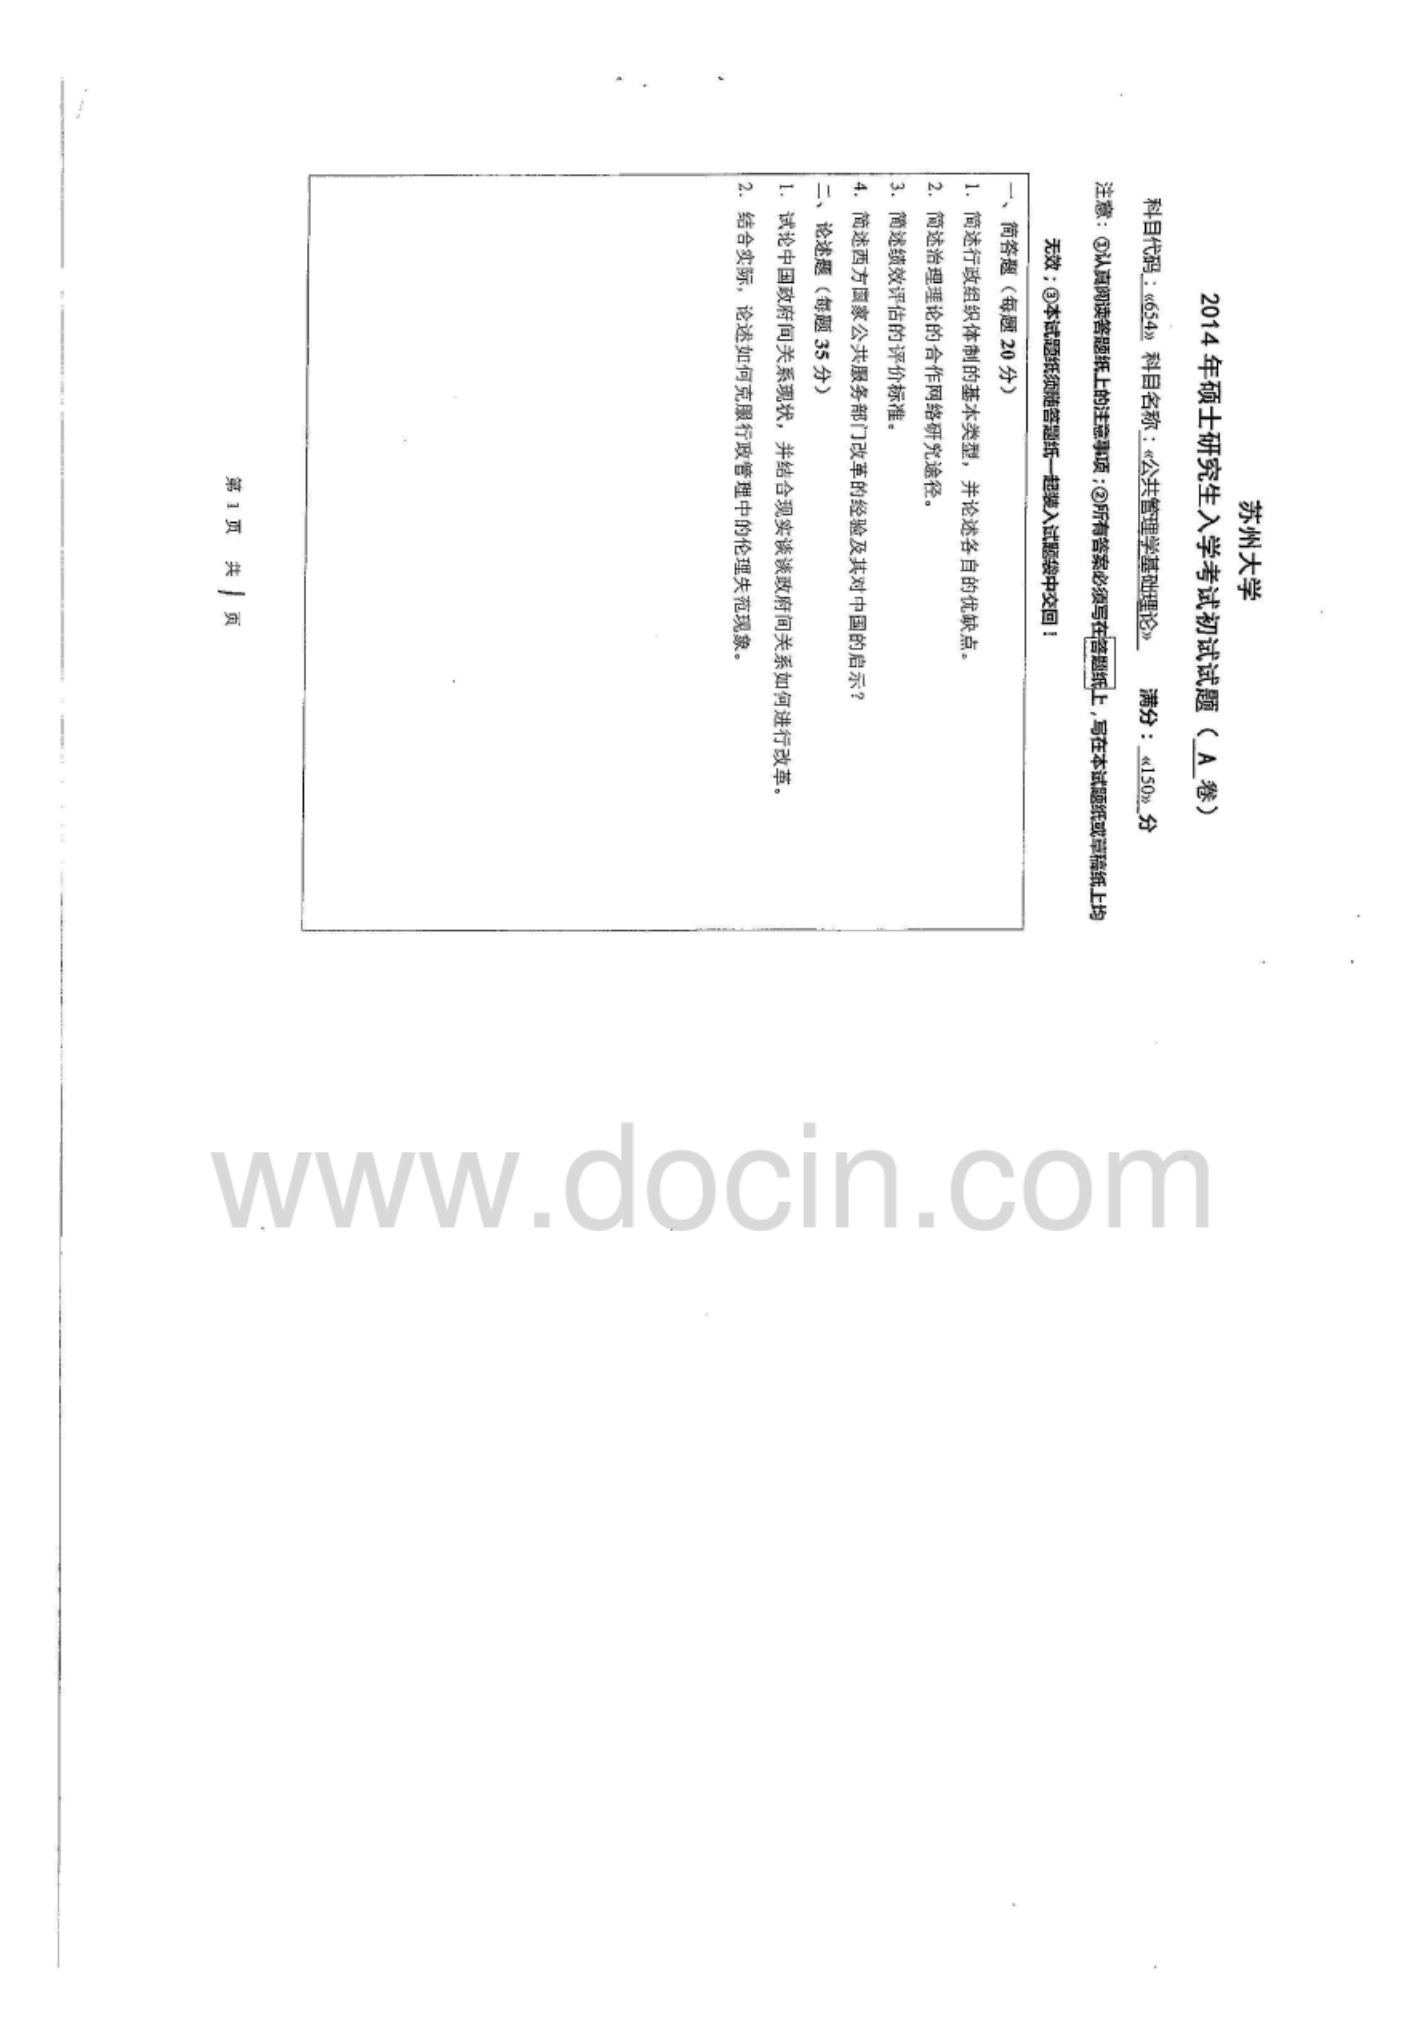 苏州大学
2014 年硕士研究生入学考试初试试题（ A 卷）
科目代码：«654» 科目名称：«公共管理学基础理论» 满分：«150» 分
注意：①认真阅读答题纸上的注意事项；②所有答案必须写在答题纸上，写在本试题纸或草稿纸上均
无效；③本试题纸须随答题纸一起装入试题袋中交回！
一、简答题（每题 20 分）
1. 简述行政组织体制的基本类型，并论述各自的优缺点。
2. 简述治理理论的合作网络研究途径。
3. 简述绩效评估的评价标准。
4. 简述西方国家公共服务部门改革的经验及其对中国的启示？
二、论述题（每题 35 分）
1. 试论中国政府间关系现状，并结合现实谈谈政府间关系如何进行改革。
2. 结合实际，论述如何克服行政管理中的伦理失范现象。
第 1 页 共 1 页
www.docin.com